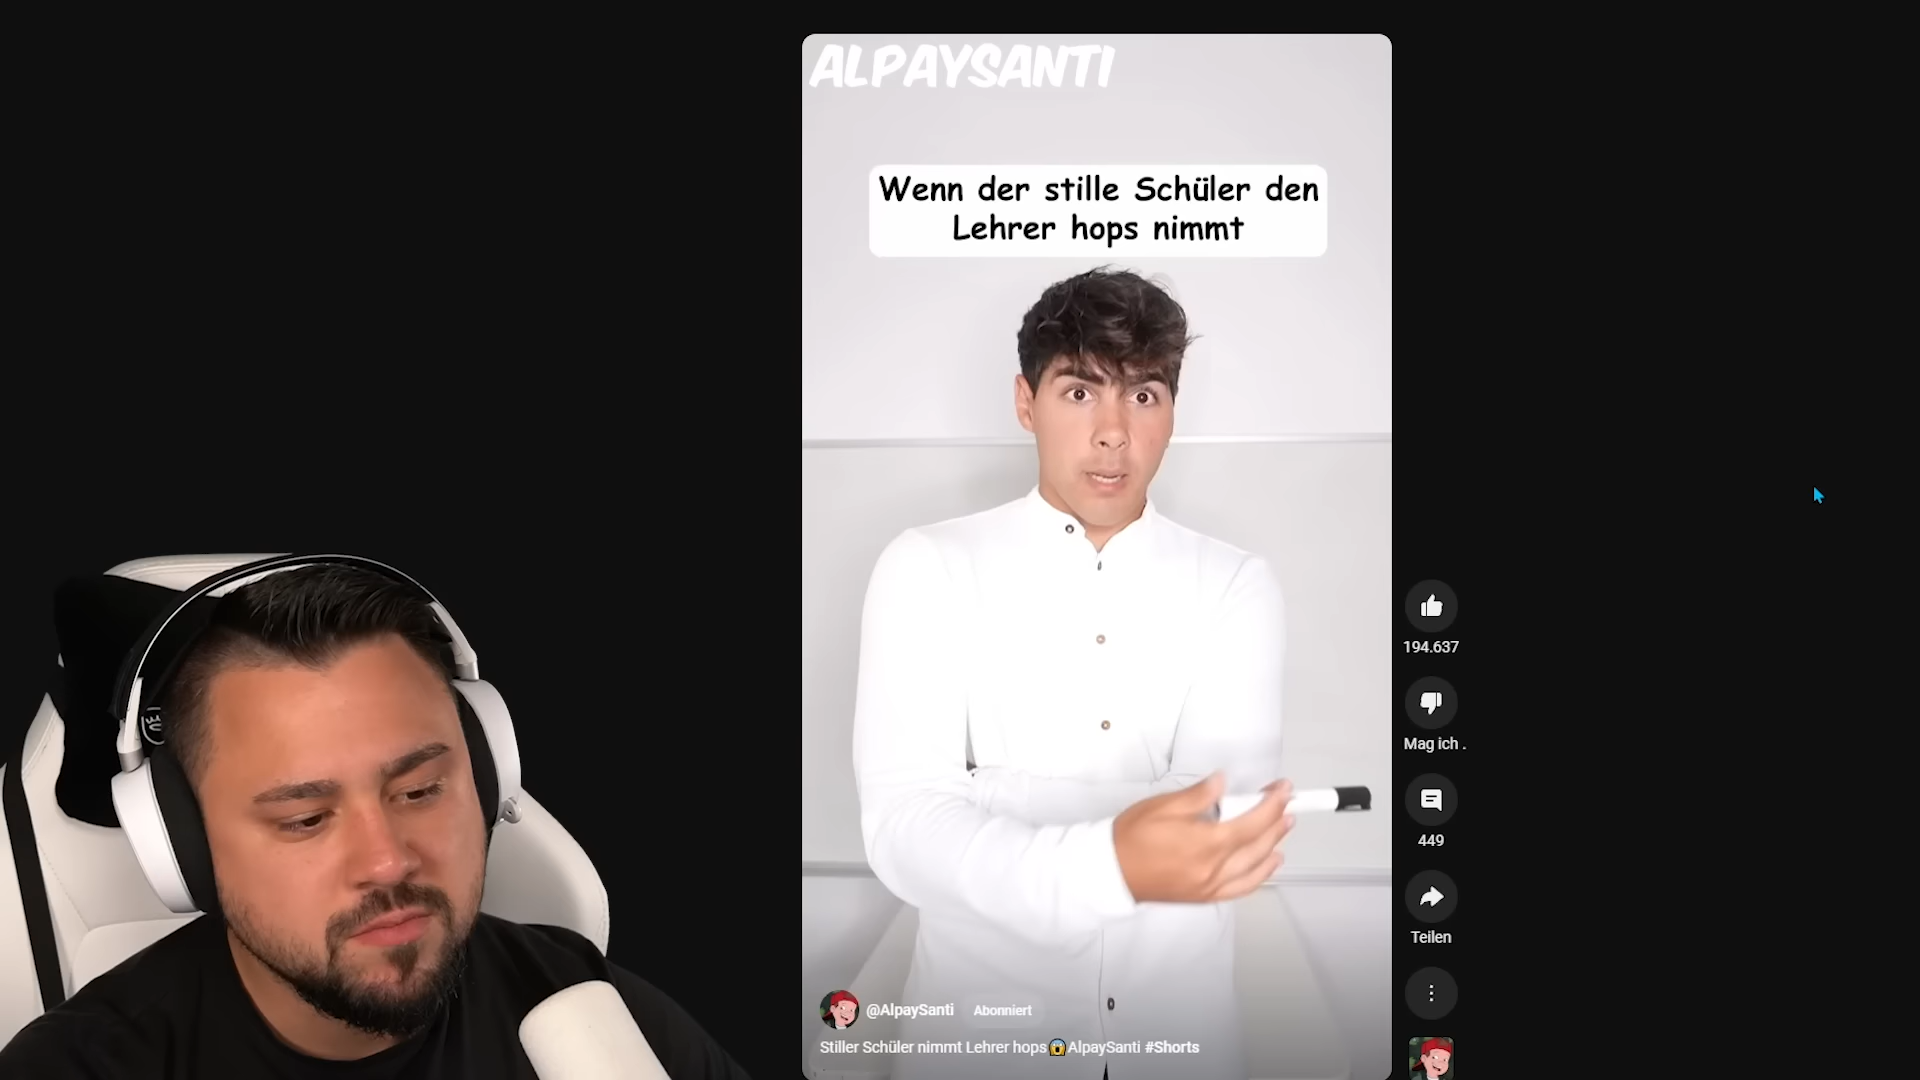 ALPAYSANTI
Wenn der stille Schüler den
Lehrer hops nimmt
194.637
Mag ich .
449
Teilen
@AlpaySanti Abonniert
Stiller Schüler nimmt Lehrer hops😱AlpaySanti #Shorts